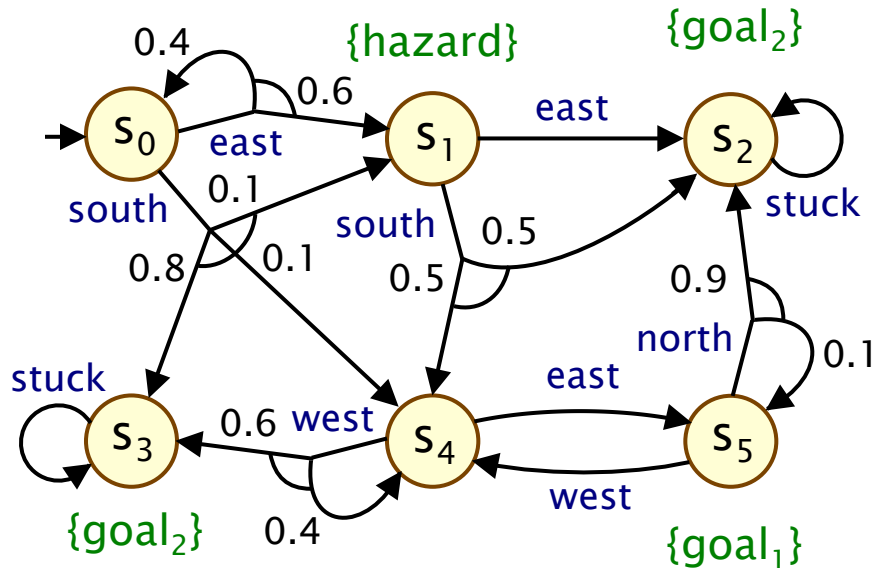 0.4
{hazard}
{goal₂}
0.6
s₀
east
s₁
east
s₂
0.1
south
south
0.5
stuck
0.8
0.1
0.5
0.9
north
0.1
stuck
east
s₃
0.6
west
s₄
s₅
west
0.4
{goal₂}
{goal₁}